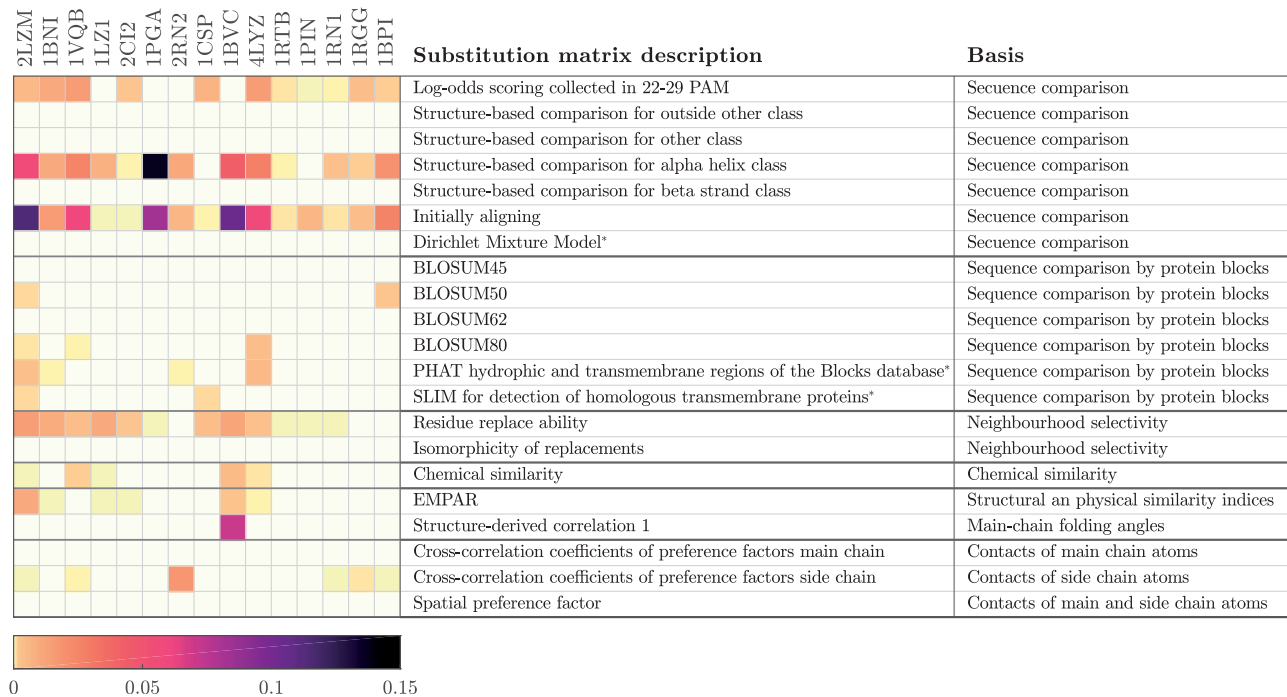 2LZM 1BNI 1VQB 1LZ1 2CI2 1PGA 2RN2 1CSP 1BVC 4LYZ 1RTB 1PIN 1RN1 1RGG 1BPI
Substitution matrix description Basis
Log-odds scoring collected in 22-29 PAM Secuence comparison
Structure-based comparison for outside other class Secuence comparison
Structure-based comparison for other class Secuence comparison
Structure-based comparison for alpha helix class Secuence comparison
Structure-based comparison for beta strand class Secuence comparison
Initially aligning Secuence comparison
Dirichlet Mixture Model* Secuence comparison
BLOSUM45 Sequence comparison by protein blocks
BLOSUM50 Sequence comparison by protein blocks
BLOSUM62 Sequence comparison by protein blocks
BLOSUM80 Sequence comparison by protein blocks
PHAT hydrophic and transmembrane regions of the Blocks database* Sequence comparison by protein blocks
SLIM for detection of homologous transmembrane proteins* Sequence comparison by protein blocks
Residue replace ability Neighbourhood selectivity
Isomorphicity of replacements Neighbourhood selectivity
Chemical similarity Chemical similarity
EMPAR Structural an physical similarity indices
Structure-derived correlation 1 Main-chain folding angles
Cross-correlation coefficients of preference factors main chain Contacts of main chain atoms
Cross-correlation coefficients of preference factors side chain Contacts of side chain atoms
Spatial preference factor Contacts of main and side chain atoms
0 0.05 0.1 0.15